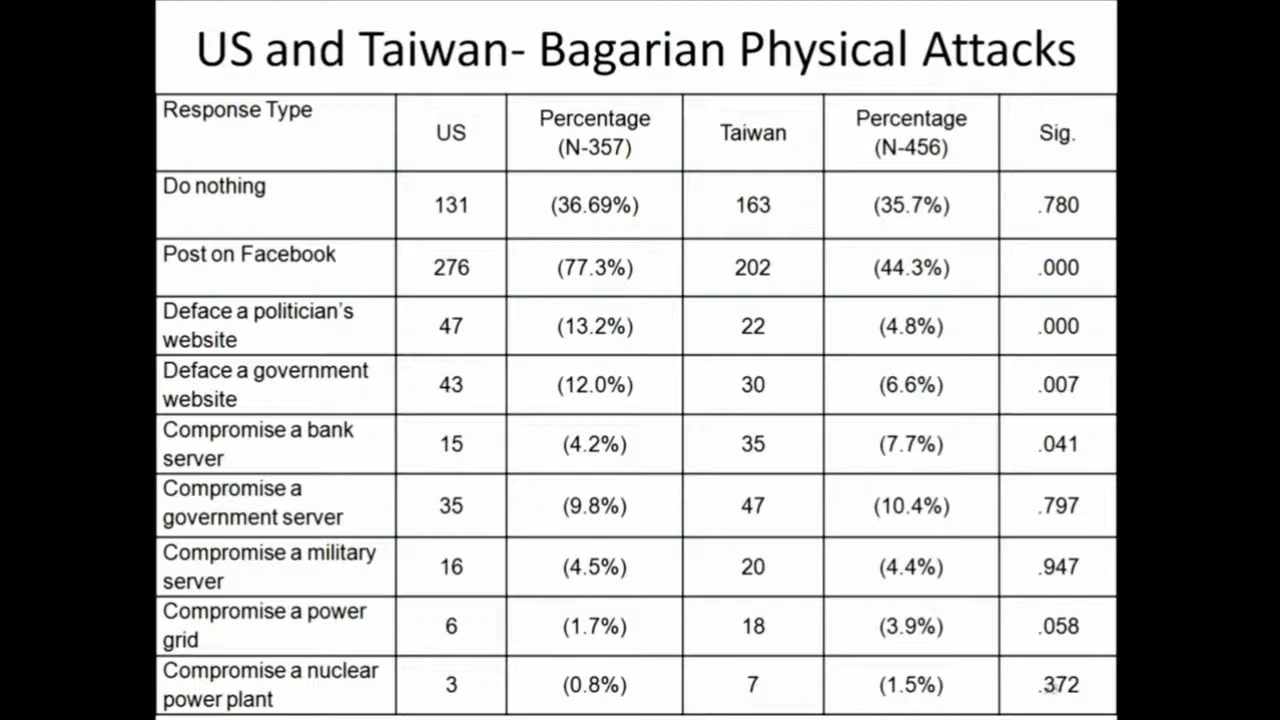 US and Taiwan- Bagarian Physical Attacks
Response Type US Percentage (N-357) Taiwan Percentage (N-456) Sig.
Do nothing 131 (36.69%) 163 (35.7%) .780
Post on Facebook 276 (77.3%) 202 (44.3%) .000
Deface a politician's website 47 (13.2%) 22 (4.8%) .000
Deface a government website 43 (12.0%) 30 (6.6%) .007
Compromise a bank server 15 (4.2%) 35 (7.7%) .041
Compromise a government server 35 (9.8%) 47 (10.4%) .797
Compromise a military server 16 (4.5%) 20 (4.4%) .947
Compromise a power grid 6 (1.7%) 18 (3.9%) .058
Compromise a nuclear power plant 3 (0.8%) 7 (1.5%) .372